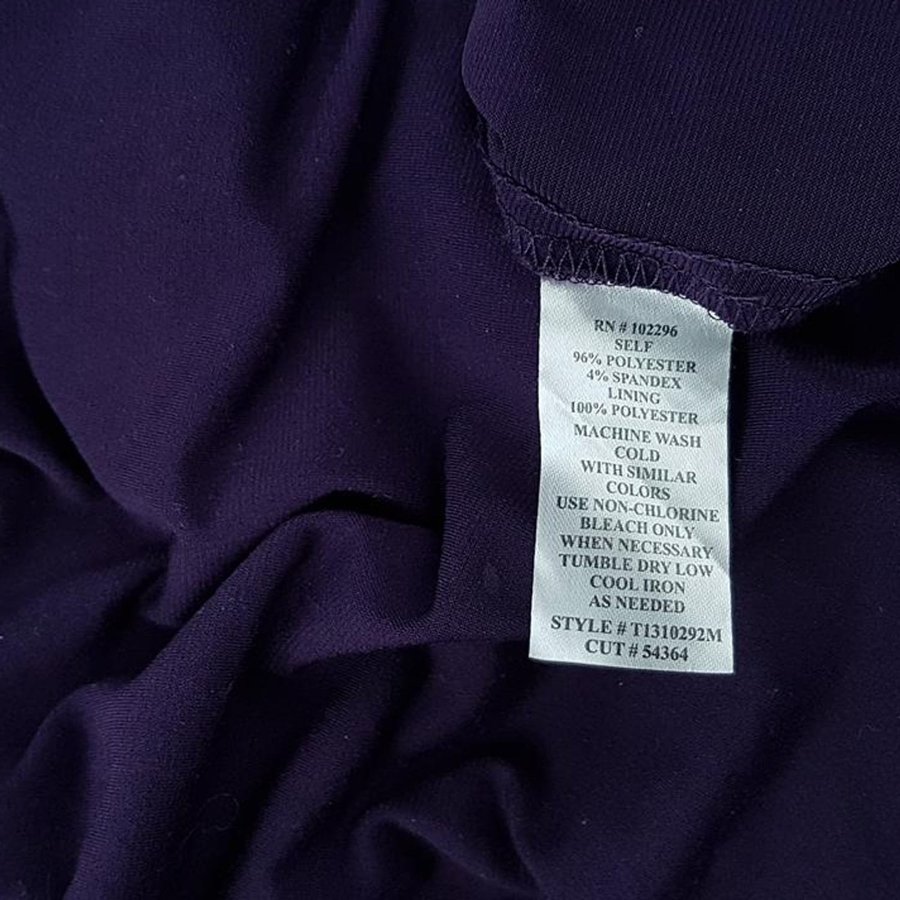 RN # 102296
SELF
96% POLYESTER
4% SPANDEX
LINING
100% POLYESTER
MACHINE WASH
COLD
WITH SIMILAR
COLORS
USE NON-CHLORINE
BLEACH ONLY
WHEN NECESSARY
TUMBLE DRY LOW
COOL IRON
AS NEEDED
STYLE # T1310292M
CUT # 54364